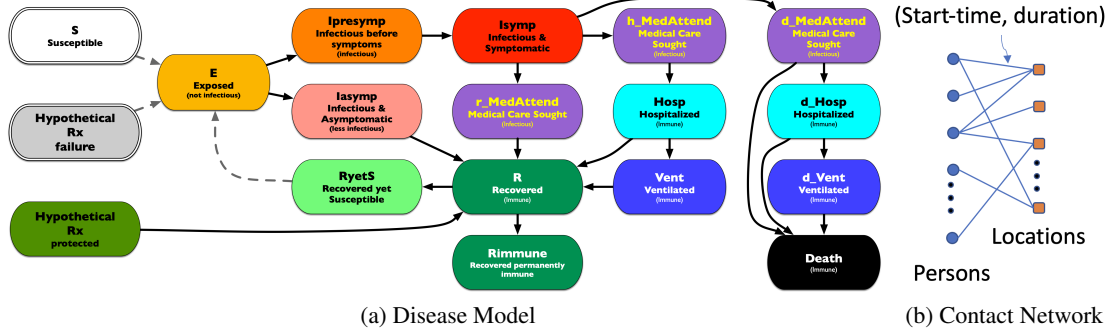 S
Susceptible
Hypothetical
Rx
failure
Hypothetical
Rx
protected
E
Exposed
(not infectious)
Ipresymp
Infectious before
symptoms
(infectious)
Iasymp
Infectious &
Asymptomatic
(less infectious)
RyetS
Recovered yet
Susceptible
Isymp
Infectious &
Symptomatic
r_MedAttend
Medical Care Sought
(Infectious)
R
Recovered
(Immune)
Rimmune
Recovered permanently
immune
h_MedAttend
Medical Care
Sought
(Infectious)
Hosp
Hospitalized
(Immune)
Vent
Ventilated
(Immune)
d_MedAttend
Medical Care
Sought
(Infectious)
d_Hosp
Hospitalized
(Immune)
d_Vent
Ventilated
(Immune)
Death
(Immune)
(a) Disease Model
(Start-time, duration)
Locations
Persons
(b) Contact Network